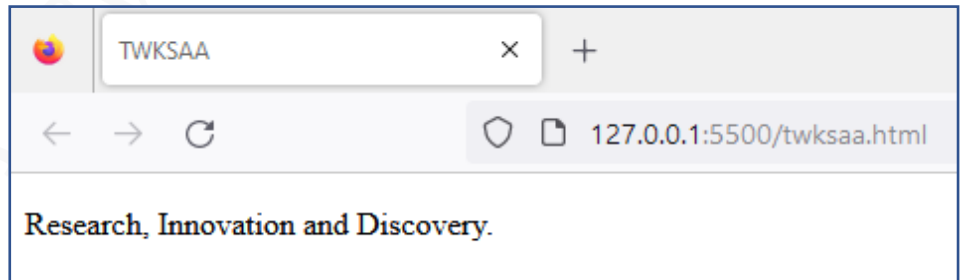 TWKSAA
127.0.0.1:5500/twksaa.html
Research, Innovation and Discovery.